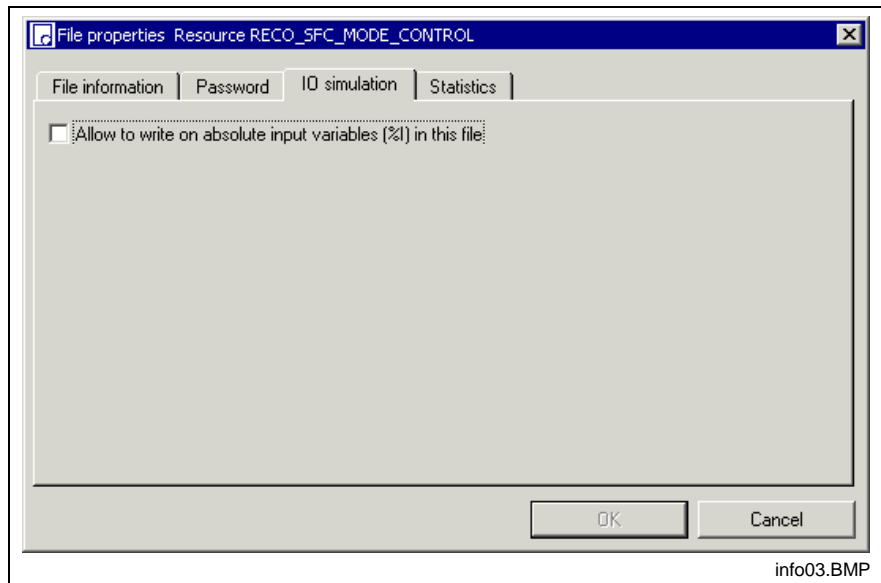 File properties Resource RECO_SFC_MODE_CONTROL
File information Password IO simulation Statistics
Allow to write on absolute input variables (%I) in this file
OK Cancel
info03.BMP